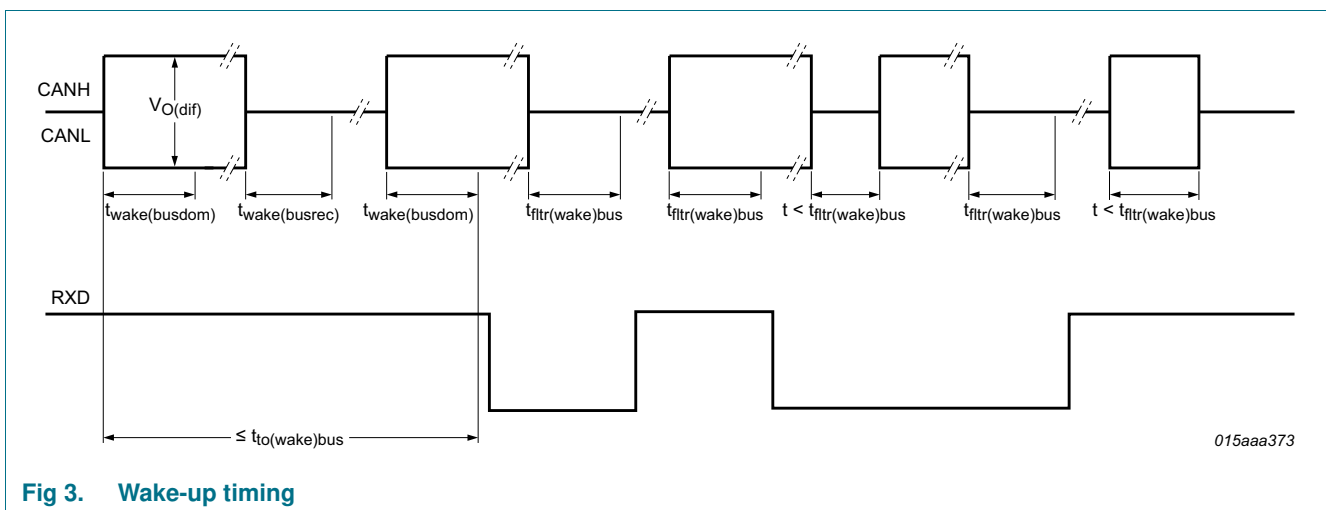 CANH
V_O(dif)
CANL
t_wake(busdom)
t_wake(busrec)
t_wake(busdom)
t_fltr(wake)bus
t_fltr(wake)bus
t < t_fltr(wake)bus
t_fltr(wake)bus
t < t_fltr(wake)bus
RXD
≤ t_to(wake)bus
015aaa373
Fig 3. Wake-up timing